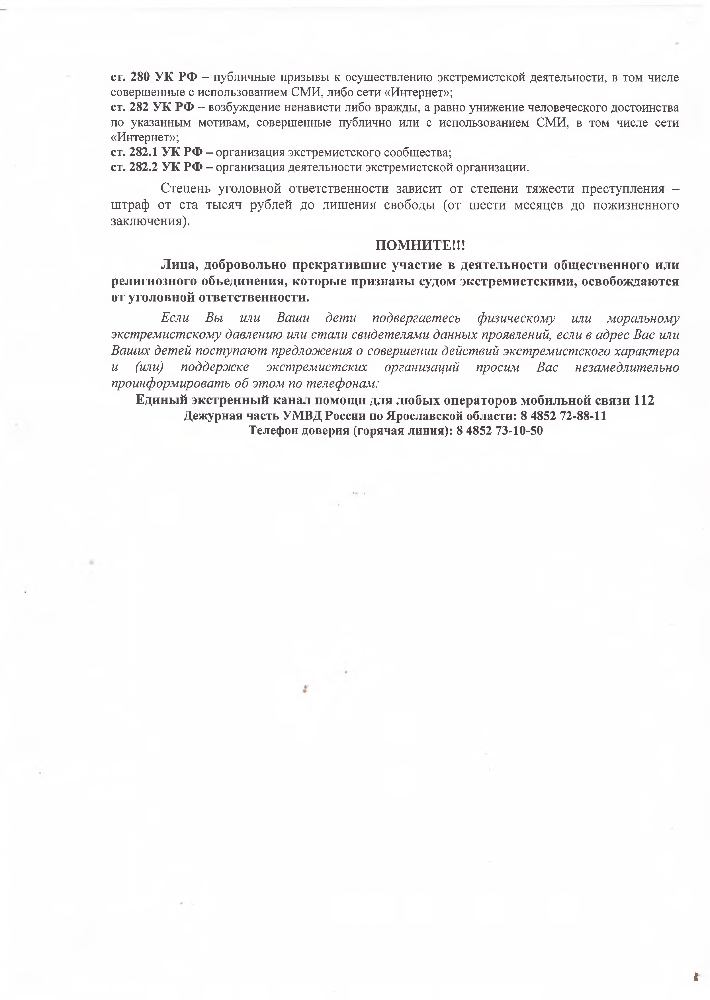 ст. 280 УК РФ – публичные призывы к осуществлению экстремистской деятельности, в том числе
совершенные с использованием СМИ, либо сети «Интернет»;
ст. 282 УК РФ – возбуждение ненависти либо вражды, а равно унижение человеческого достоинства
по указанным мотивам, совершенные публично или с использованием СМИ, в том числе сети
«Интернет»;
ст. 282.1 УК РФ – организация экстремистского сообщества;
ст. 282.2 УК РФ – организация деятельности экстремистской организации.
Степень уголовной ответственности зависит от степени тяжести преступления –
штраф от ста тысяч рублей до лишения свободы (от шести месяцев до пожизненного
заключения).
ПОМНИТЕ!!!
Лица, добровольно прекратившие участие в деятельности общественного или
религиозного объединения, которые признаны судом экстремистскими, освобождаются
от уголовной ответственности.
Если Вы или Ваши дети подвергаетесь физическому или моральному
экстремистскому давлению или стали свидетелями данных проявлений, если в адрес Вас или
Ваших детей поступают предложения о совершении действий экстремистского характера
и (или) поддержке экстремистских организаций просим Вас незамедлительно
проинформировать об этом по телефонам:
Единый экстренный канал помощи для любых операторов мобильной связи 112
Дежурная часть УМВД России по Ярославской области: 8 4852 72-88-11
Телефон доверия (горячая линия): 8 4852 73-10-50